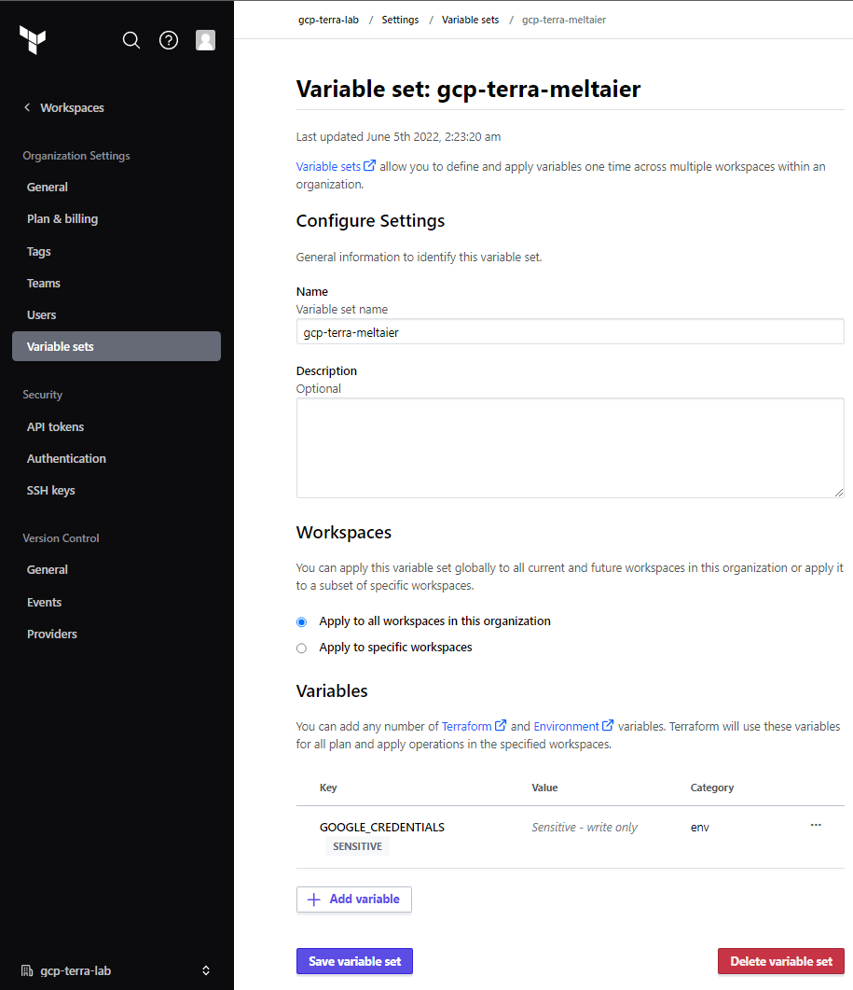 gcp-terra-lab / Settings / Variable sets / gcp-terra-meltaier
< Workspaces
Organization Settings
General
Plan & billing
Tags
Teams
Users
Variable sets
Security
API tokens
Authentication
SSH keys
Version Control
General
Events
Providers
gcp-terra-lab
Variable set: gcp-terra-meltaier
Last updated June 5th 2022, 2:23:20 am
Variable sets allow you to define and apply variables one time across multiple workspaces within an
organization.
Configure Settings
General information to identify this variable set.
Name
Variable set name
gcp-terra-meltaier
Description
Optional
Workspaces
You can apply this variable set globally to all current and future workspaces in this organization or apply it
to a subset of specific workspaces.
Apply to all workspaces in this organization
Apply to specific workspaces
Variables
You can add any number of Terraform and Environment variables. Terraform will use these variables
for all plan and apply operations in the specified workspaces.
Key Value Category
GOOGLE_CREDENTIALS Sensitive - write only env ...
SENSITIVE
+ Add variable
Save variable set Delete variable set